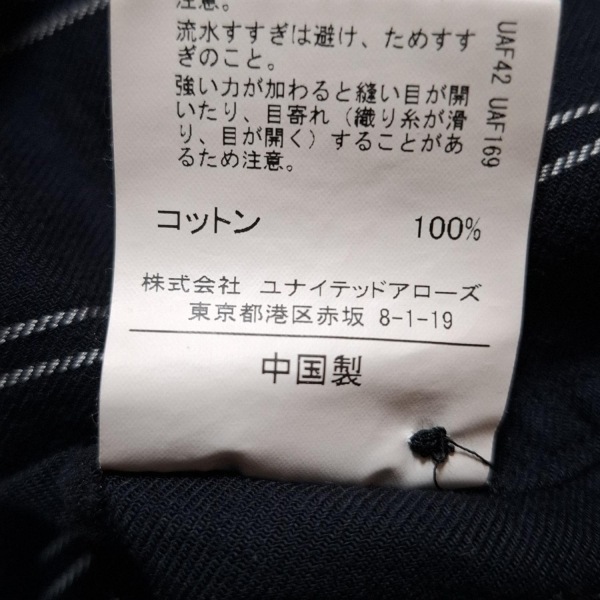 注意。
流水すすぎは避け、ためすす
ぎのこと。
強い力が加わると縫い目が開
いたり、目寄れ（織り糸が滑
り、目が開く）することがあ
るため注意。
コットン 100%
株式会社 ユナイテッドアローズ
東京都港区赤坂 8-1-19
中国製
UAF42 UAF169